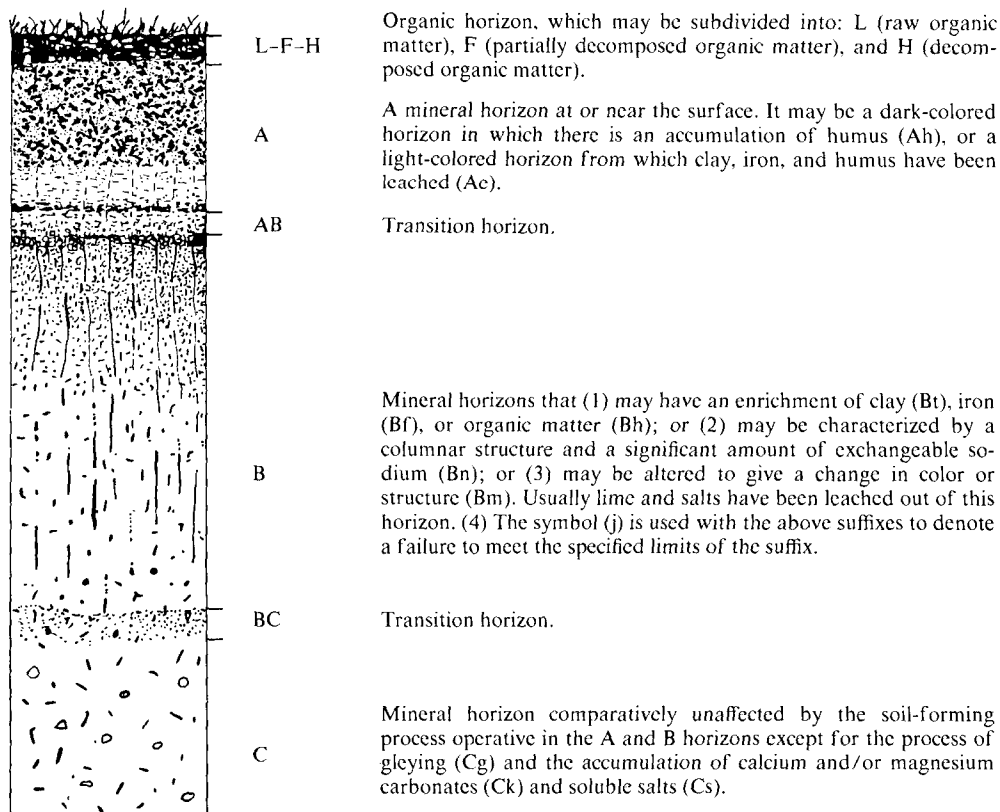 L-F-H
Organic horizon, which may be subdivided into: L (raw organic
matter), F (partially decomposed organic matter), and H (decom-
posed organic matter).
A
A mineral horizon at or near the surface. It may be a dark-colored
horizon in which there is an accumulation of humus (Ah), or a
light-colored horizon from which clay, iron, and humus have been
leached (Ae).
AB
Transition horizon.
B
Mineral horizons that (1) may have an enrichment of clay (Bt), iron
(Bf), or organic matter (Bh); or (2) may be characterized by a
columnar structure and a significant amount of exchangeable so-
dium (Bn); or (3) may be altered to give a change in color or
structure (Bm). Usually lime and salts have been leached out of this
horizon. (4) The symbol (j) is used with the above suffixes to denote
a failure to meet the specified limits of the suffix.
BC
Transition horizon.
C
Mineral horizon comparatively unaffected by the soil-forming
process operative in the A and B horizons except for the process of
gleying (Cg) and the accumulation of calcium and/or magnesium
carbonates (Ck) and soluble salts (Cs).